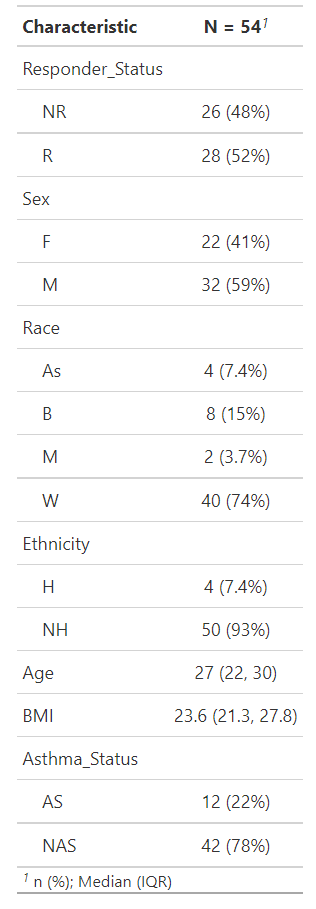 Characteristic N = 54¹
Responder_Status
NR 26 (48%)
R 28 (52%)
Sex
F 22 (41%)
M 32 (59%)
Race
As 4 (7.4%)
B 8 (15%)
M 2 (3.7%)
W 40 (74%)
Ethnicity
H 4 (7.4%)
NH 50 (93%)
Age 27 (22, 30)
BMI 23.6 (21.3, 27.8)
Asthma_Status
AS 12 (22%)
NAS 42 (78%)
¹ n (%); Median (IQR)